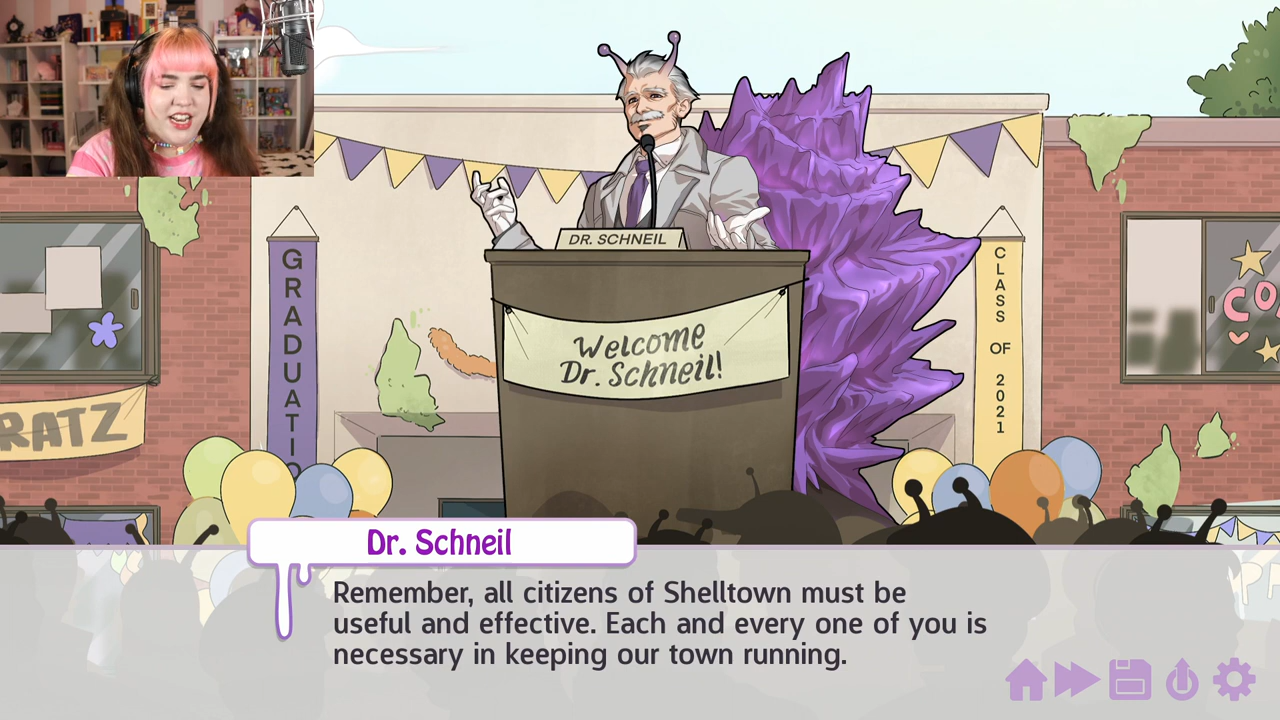 DR. SCHNEIL
Welcome
Dr. Schneil!
GRADUATIO
CLASS OF 2021
RATZ
CO
Dr. Schneil
Remember, all citizens of Shelltown must be
useful and effective. Each and every one of you is
necessary in keeping our town running.